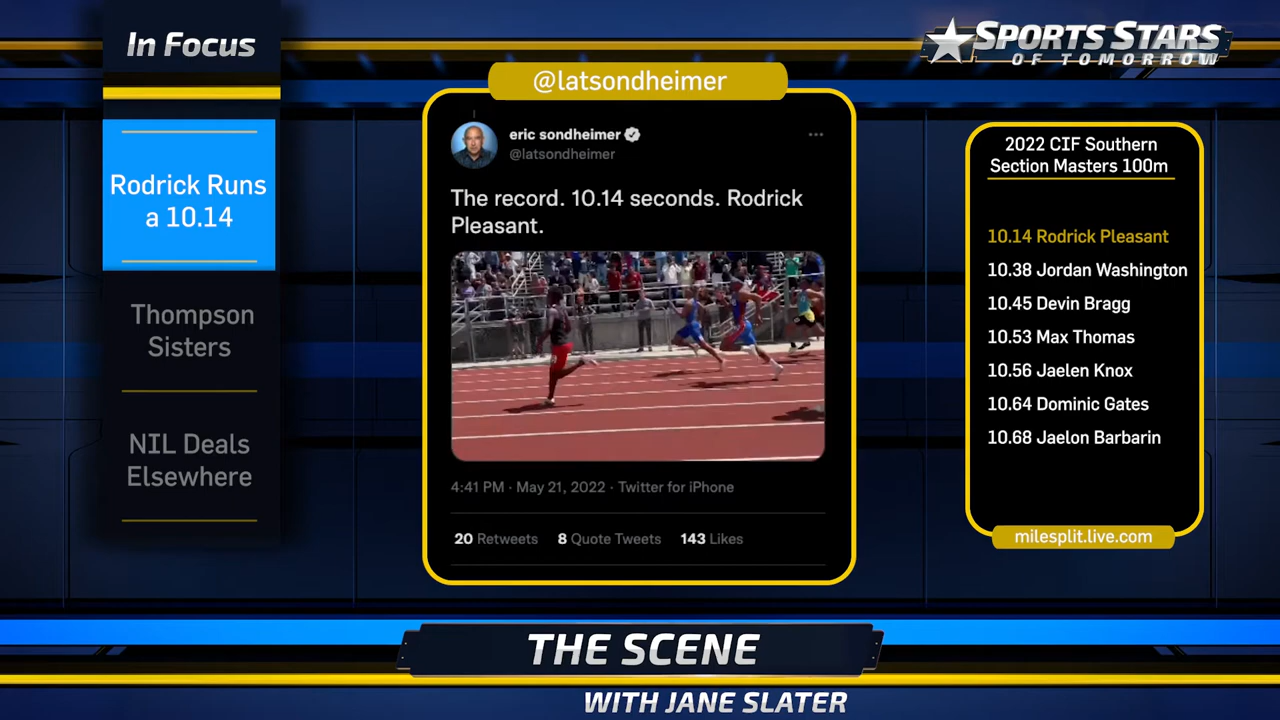 In Focus
SPORTS STARS
OF TOMORROW
@latsondheimer
Rodrick Runs
a 10.14
Thompson
Sisters
NIL Deals
Elsewhere
eric sondheimer
@latsondheimer
The record. 10.14 seconds. Rodrick
Pleasant.
4:41 PM · May 21, 2022 · Twitter for iPhone
20 Retweets 8 Quote Tweets 143 Likes
2022 CIF Southern
Section Masters 100m
10.14 Rodrick Pleasant
10.38 Jordan Washington
10.45 Devin Bragg
10.53 Max Thomas
10.56 Jaelen Knox
10.64 Dominic Gates
10.68 Jaelon Barbarin
milesplit.live.com
THE SCENE
WITH JANE SLATER